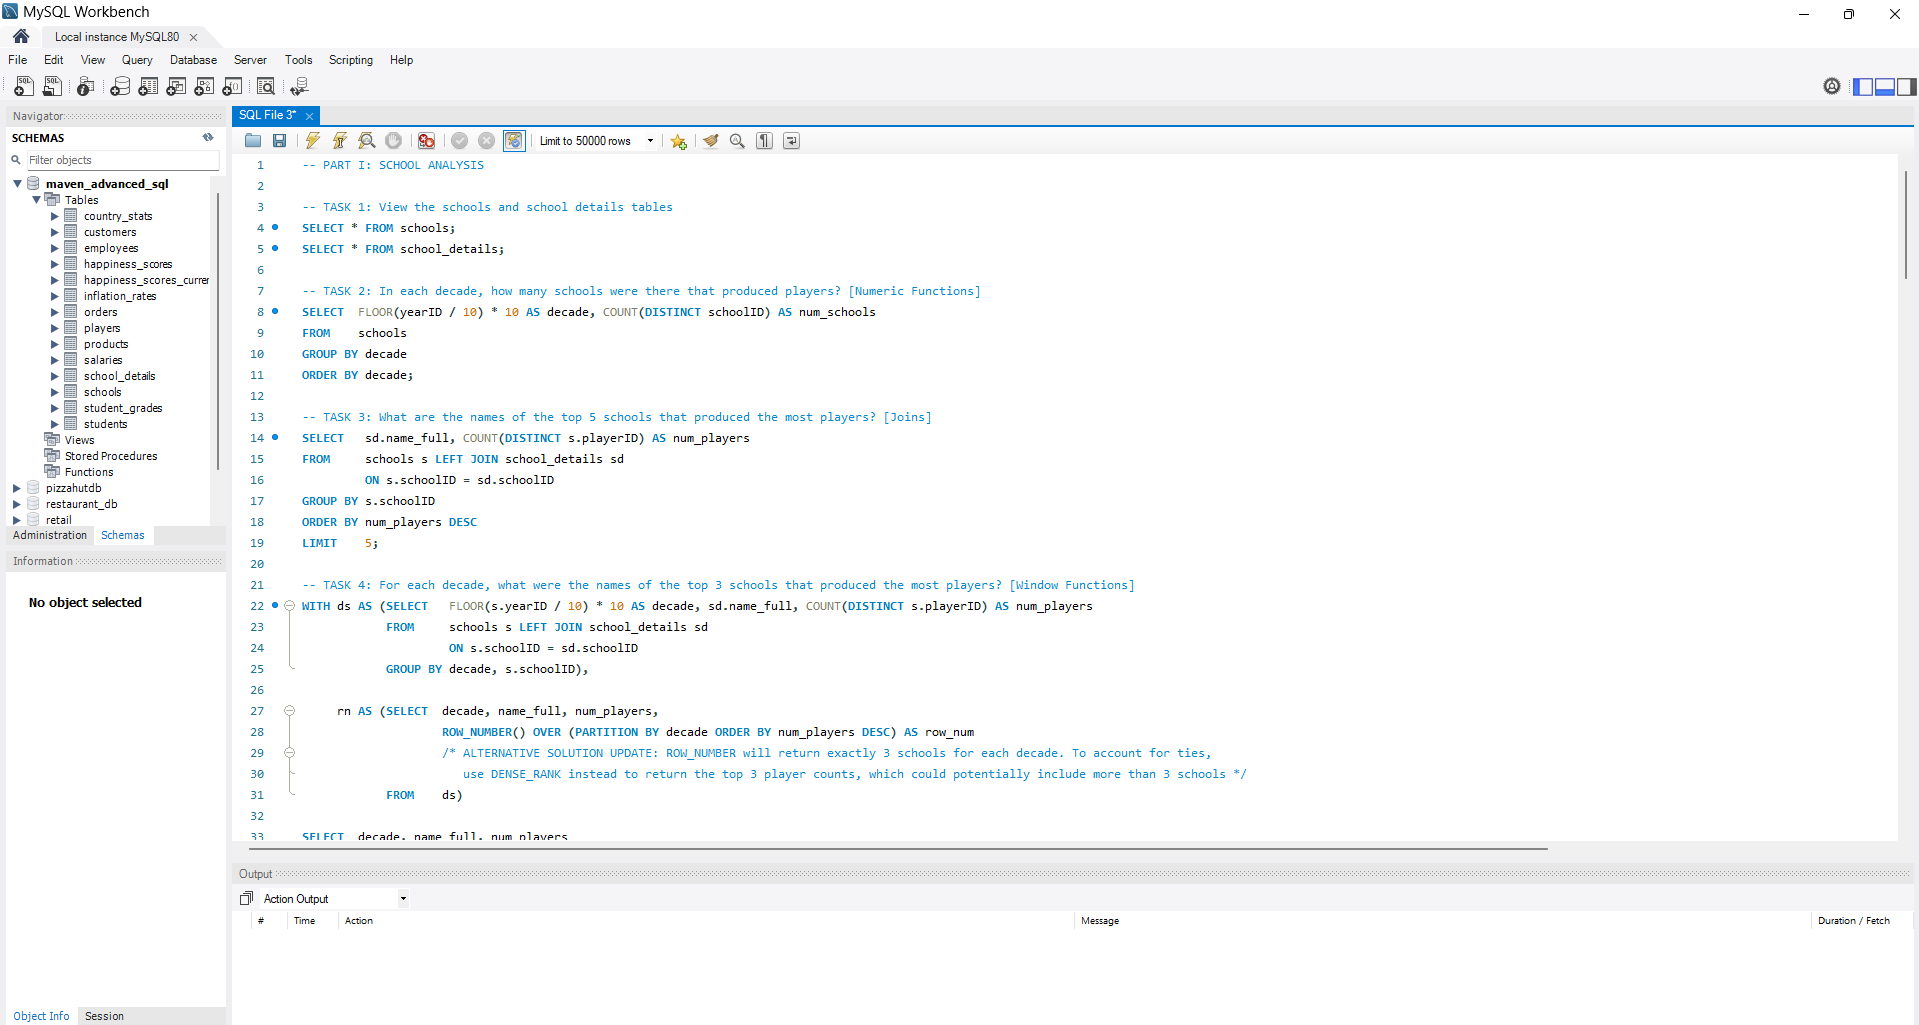 MySQL Workbench
Local instance MySQL80
File Edit View Query Database Server Tools Scripting Help
Navigator
SCHEMAS
Filter objects
maven_advanced_sql
Tables
country_stats
customers
employees
happiness_scores
happiness_scores_currer
inflation_rates
orders
players
products
salaries
school_details
schools
student_grades
students
Views
Stored Procedures
Functions
pizzahutdb
restaurant_db
retail
Administration Schemas
Information
No object selected
Object Info Session
SQL File 3*
Limit to 50000 rows
1 -- PART I: SCHOOL ANALYSIS
2
3 -- TASK 1: View the schools and school details tables
4 SELECT * FROM schools;
5 SELECT * FROM school_details;
6
7 -- TASK 2: In each decade, how many schools were there that produced players? [Numeric Functions]
8 SELECT FLOOR(yearID / 10) * 10 AS decade, COUNT(DISTINCT schoolID) AS num_schools
9 FROM schools
10 GROUP BY decade
11 ORDER BY decade;
12
13 -- TASK 3: What are the names of the top 5 schools that produced the most players? [Joins]
14 SELECT sd.name_full, COUNT(DISTINCT s.playerID) AS num_players
15 FROM schools s LEFT JOIN school_details sd
16 ON s.schoolID = sd.schoolID
17 GROUP BY s.schoolID
18 ORDER BY num_players DESC
19 LIMIT 5;
20
21 -- TASK 4: For each decade, what were the names of the top 3 schools that produced the most players? [Window Functions]
22 WITH ds AS (SELECT FLOOR(s.yearID / 10) * 10 AS decade, sd.name_full, COUNT(DISTINCT s.playerID) AS num_players
23 FROM schools s LEFT JOIN school_details sd
24 ON s.schoolID = sd.schoolID
25 GROUP BY decade, s.schoolID),
26
27 rn AS (SELECT decade, name_full, num_players,
28 ROW_NUMBER() OVER (PARTITION BY decade ORDER BY num_players DESC) AS row_num
29 /* ALTERNATIVE SOLUTION UPDATE: ROW_NUMBER will return exactly 3 schools for each decade. To account for ties,
30 use DENSE_RANK instead to return the top 3 player counts, which could potentially include more than 3 schools */
31 FROM ds)
32
33 SELECT decade, name_full, num_players
Output
Action Output
# Time Action Message Duration / Fetch